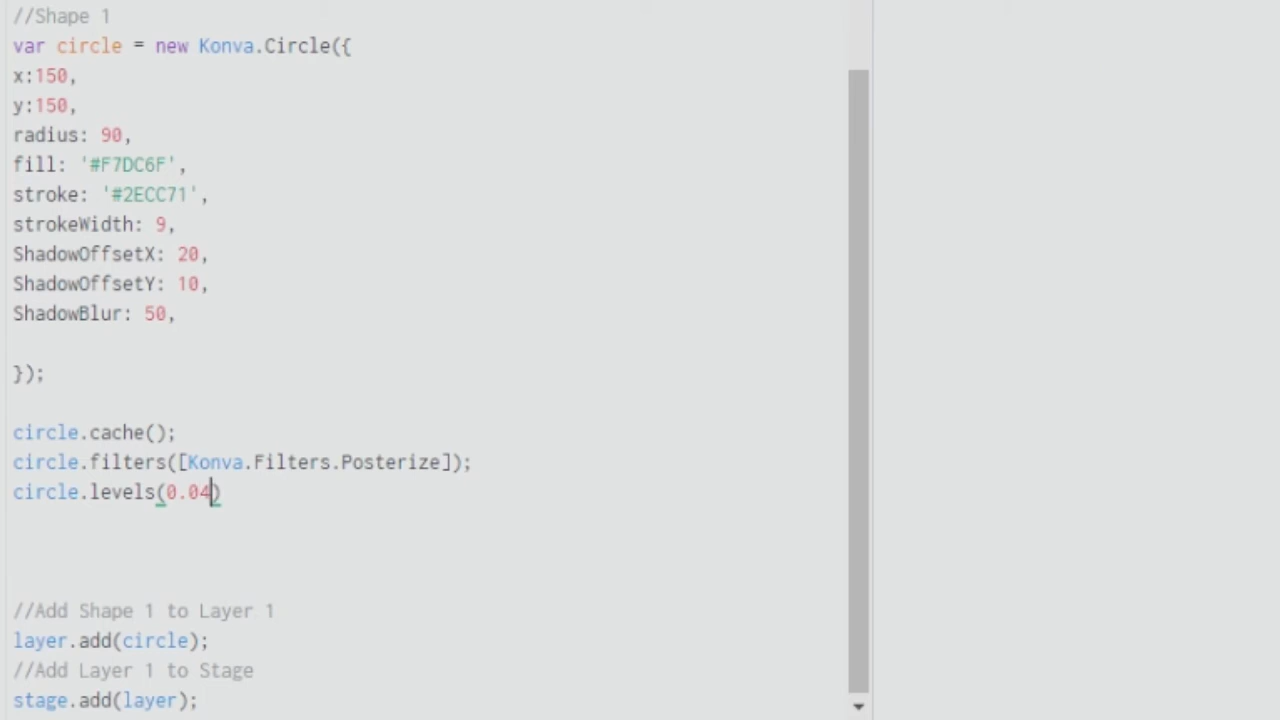 //Shape 1
var circle = new Konva.Circle({
x:150,
y:150,
radius: 90,
fill: '#F7DC6F',
stroke: '#2ECC71',
strokeWidth: 9,
ShadowOffsetX: 20,
ShadowOffsetY: 10,
ShadowBlur: 50,
});
circle.cache();
circle.filters([Konva.Filters.Posterize]);
circle.levels(0.04)
//Add Shape 1 to Layer 1
layer.add(circle);
//Add Layer 1 to Stage
stage.add(layer);